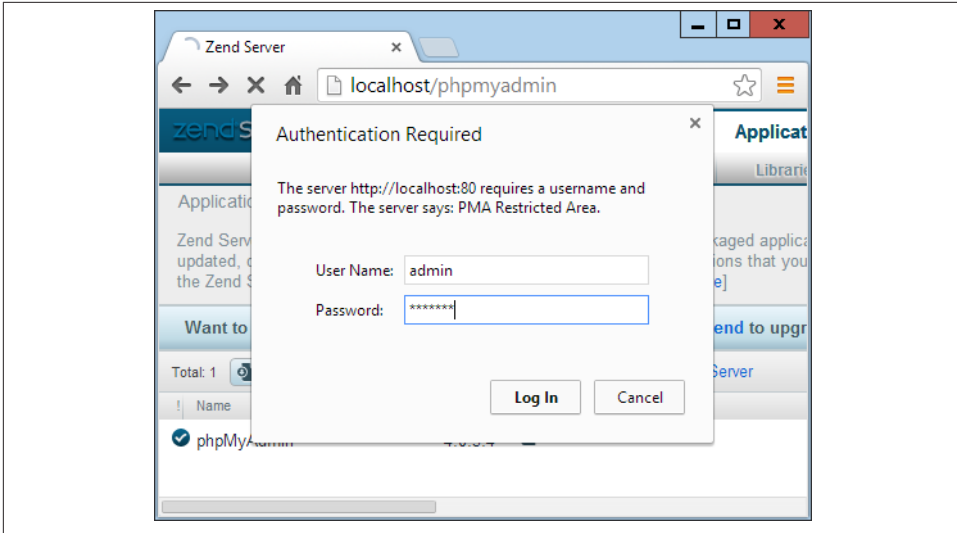 Zend Server
localhost/phpmyadmin
zend S
Applicat
Librarie
Authentication Required
The server http://localhost:80 requires a username and
password. The server says: PMA Restricted Area.
User Name: admin
Password: *******
Log In Cancel
Applicatio
Zend Serv kaged applica
updated, ions that you
the Zend e]
Want to end to upgr
Total: 1 Server
! Name
phpMyAdmin